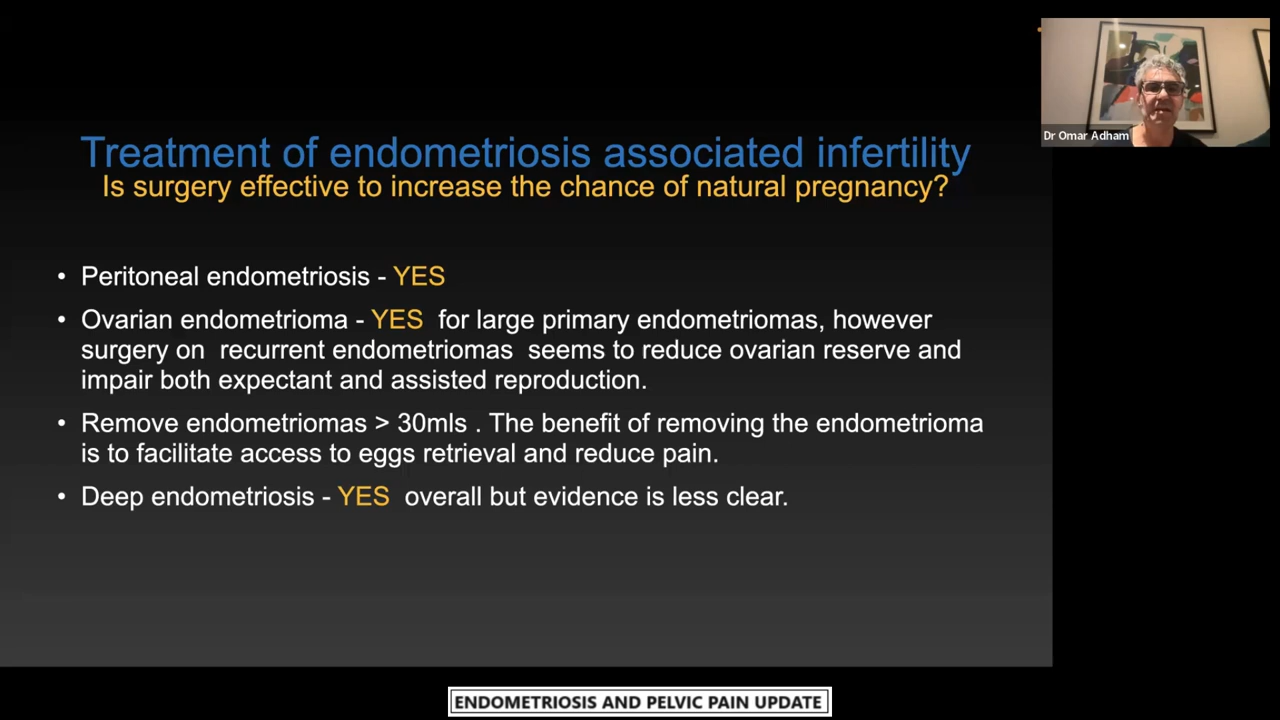 Dr Omar Adham
Treatment of endometriosis associated infertility
Is surgery effective to increase the chance of natural pregnancy?
• Peritoneal endometriosis - YES
• Ovarian endometrioma - YES for large primary endometriomas, however
surgery on recurrent endometriomas seems to reduce ovarian reserve and
impair both expectant and assisted reproduction.
• Remove endometriomas > 30mls . The benefit of removing the endometrioma
is to facilitate access to eggs retrieval and reduce pain.
• Deep endometriosis - YES overall but evidence is less clear.
ENDOMETRIOSIS AND PELVIC PAIN UPDATE